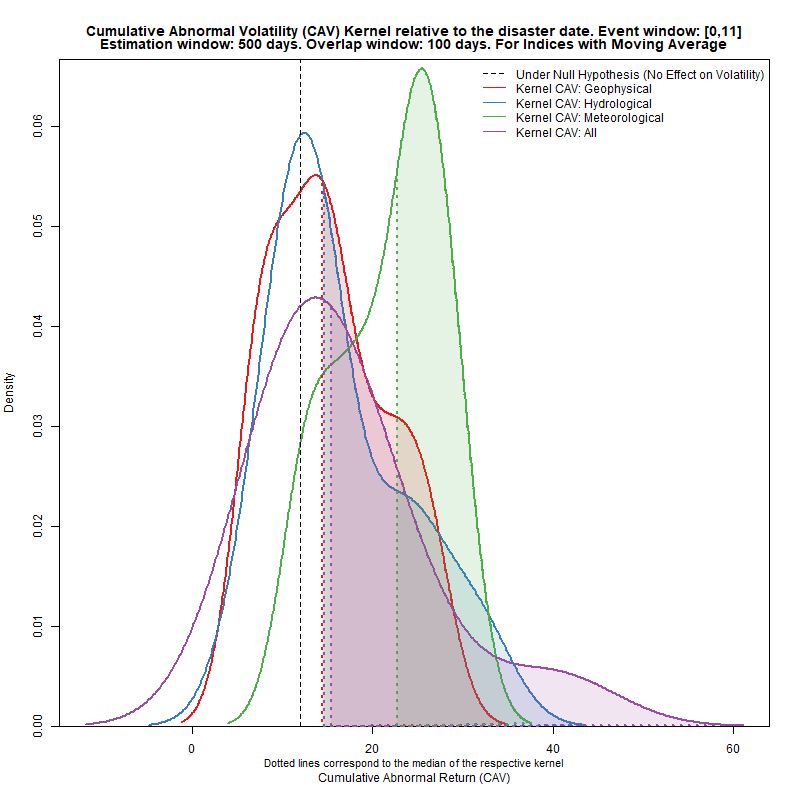 Cumulative Abnormal Volatility (CAV) Kernel relative to the disaster date. Event window: [0,11]
Estimation window: 500 days. Overlap window: 100 days. For Indices with Moving Average
Under Null Hypothesis (No Effect on Volatility)
Kernel CAV: Geophysical
Kernel CAV: Hydrological
Kernel CAV: Meteorological
Kernel CAV: All
Density
0.06
0.05
0.04
0.03
0.02
0.01
0.00
0 20 40 60
Dotted lines correspond to the median of the respective kernel
Cumulative Abnormal Return (CAV)